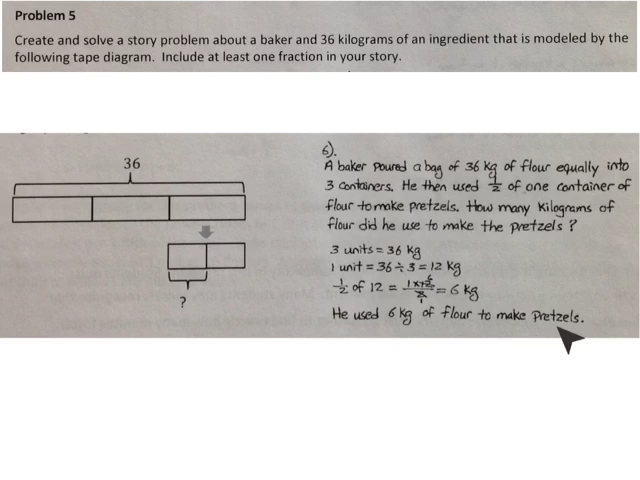 Problem 5
Create and solve a story problem about a baker and 36 kilograms of an ingredient that is modeled by the
following tape diagram. Include at least one fraction in your story.
36
?
6).
A baker poured a bag of 36 kg of flour equally into
3 containers. He then used 1/2 of one container of
flour to make pretzels. How many kilograms of
flour did he use to make the pretzels ?
3 units = 36 kg
1 unit = 36 ÷ 3 = 12 kg
1/2 of 12 = = 6 kg
He used 6 kg of flour to make Pretzels.